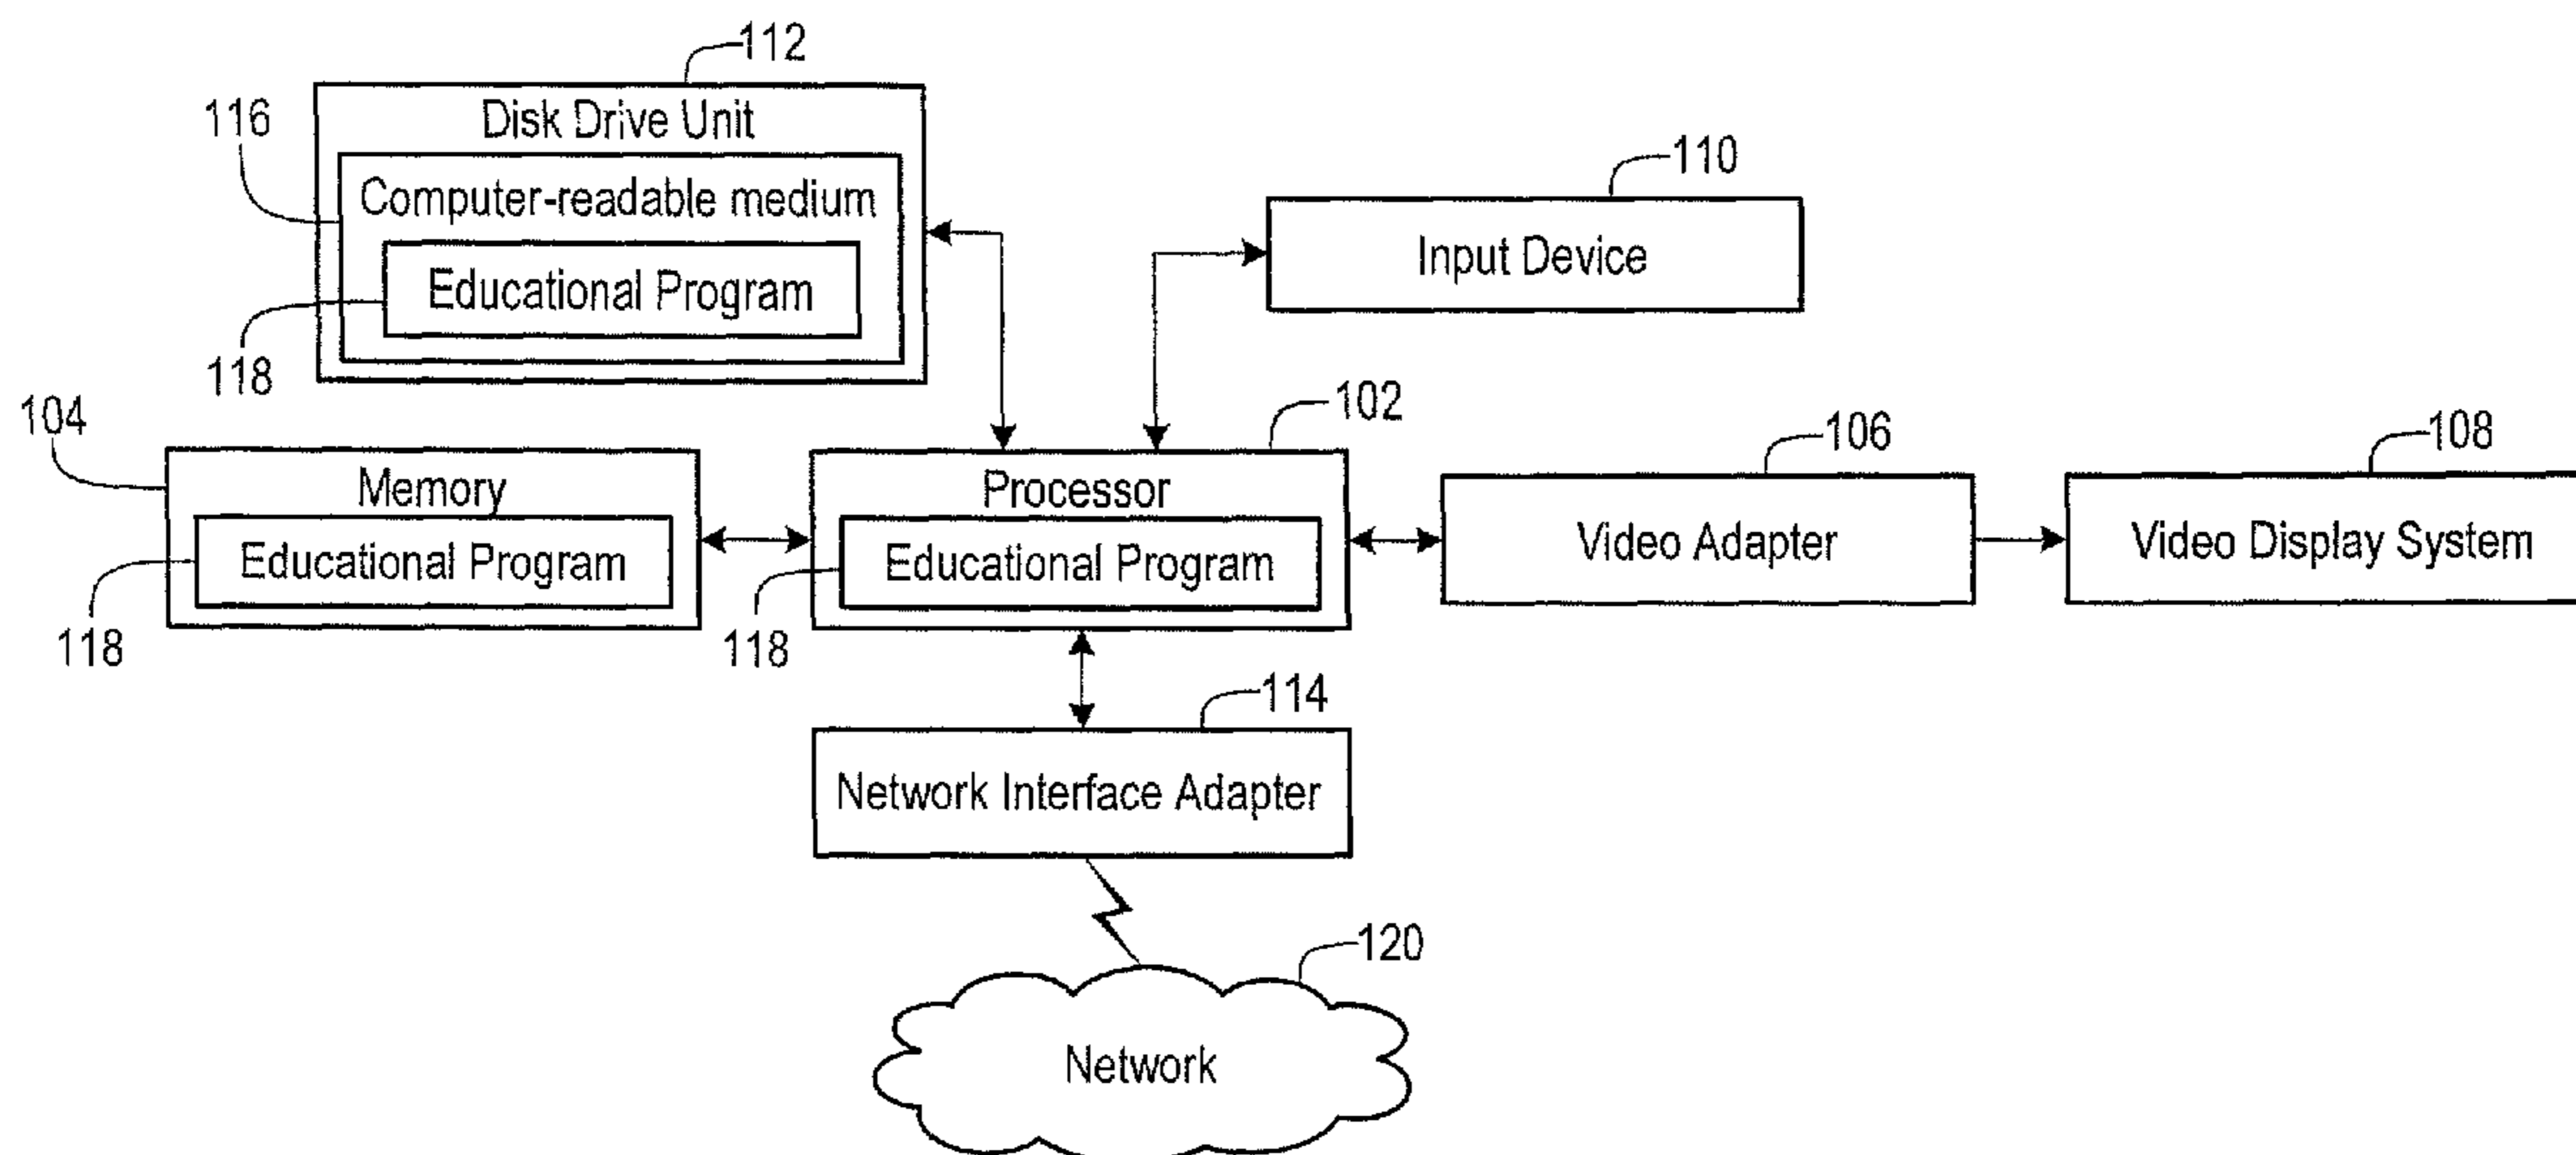 112
Disk Drive Unit
116
Computer-readable medium
Educational Program
118
110
Input Device
104
Memory
Educational Program
118
102
Processor
Educational Program
118
106
Video Adapter
108
Video Display System
114
Network Interface Adapter
120
Network